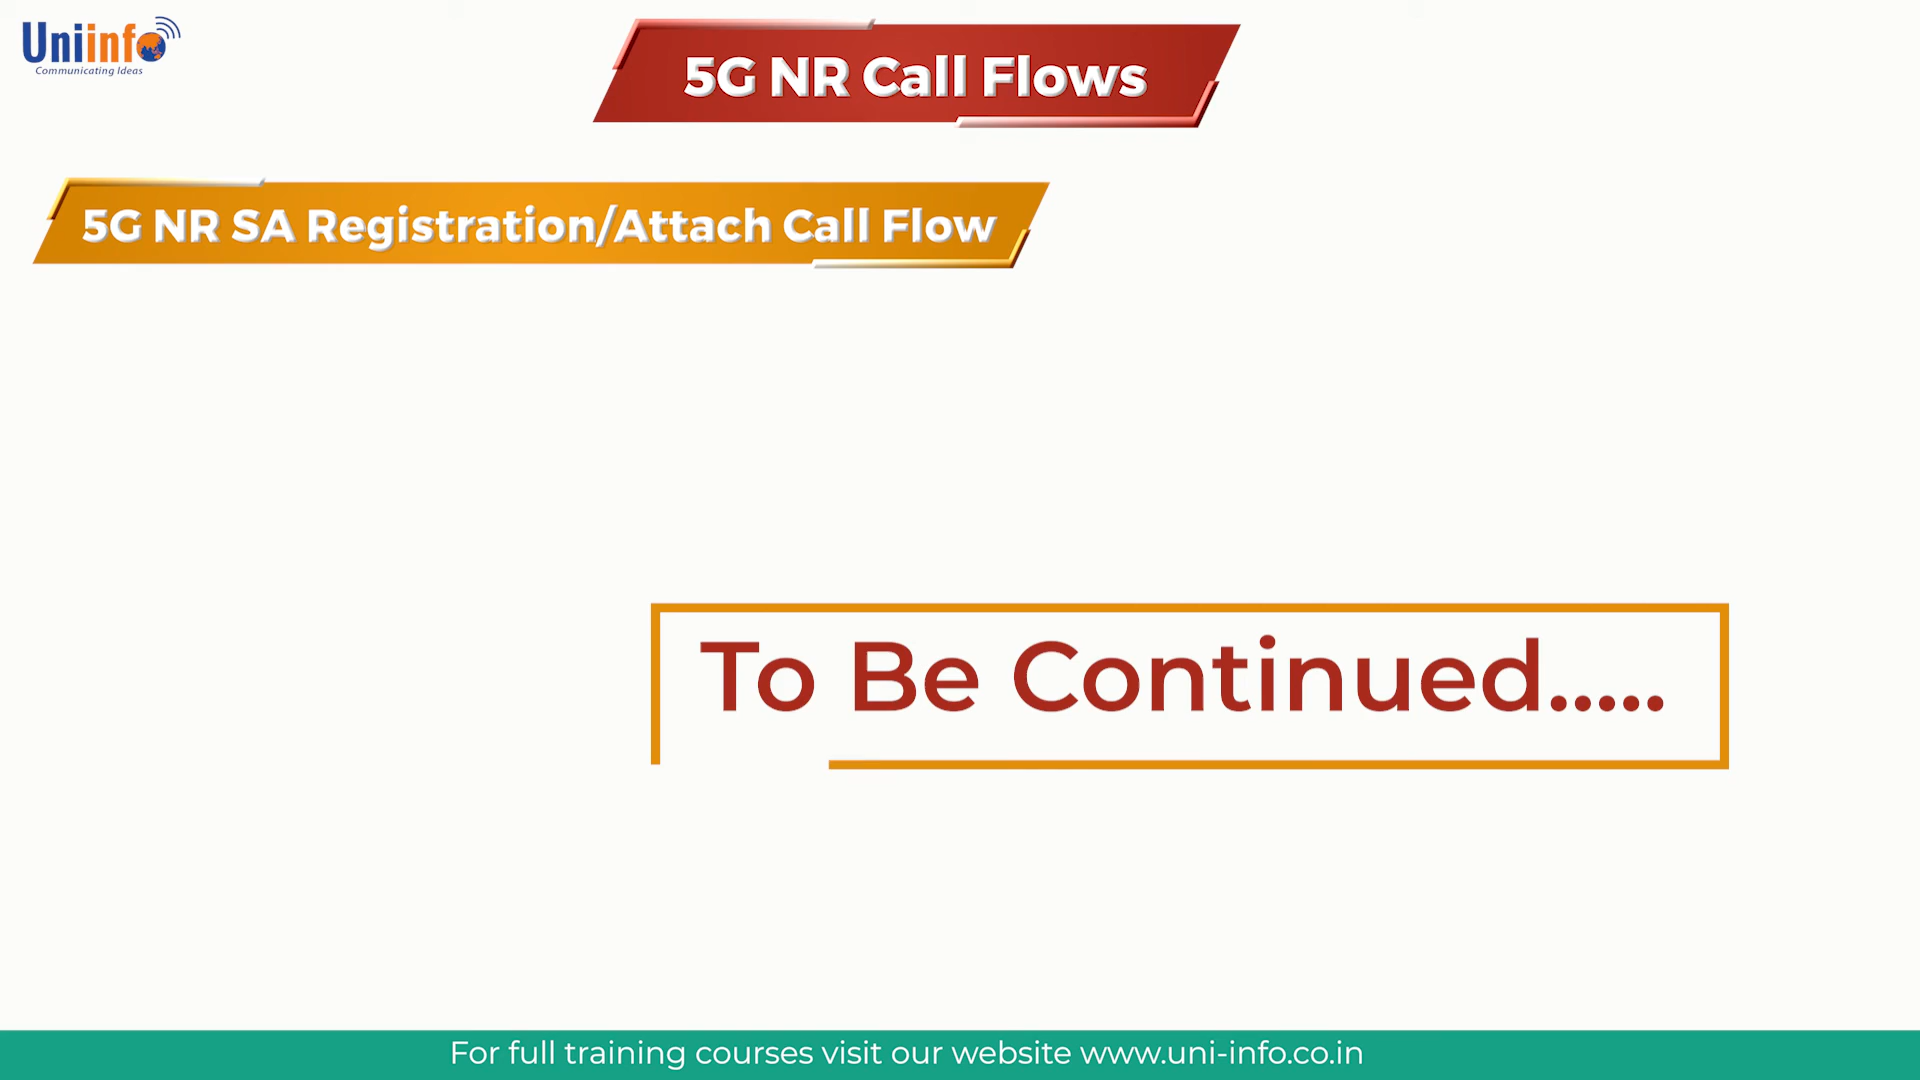 Uniinfo
Communicating Ideas
5G NR Call Flows
5G NR SA Registration/Attach Call Flow
To Be Continued.....
For full training courses visit our website www.uni-info.co.in